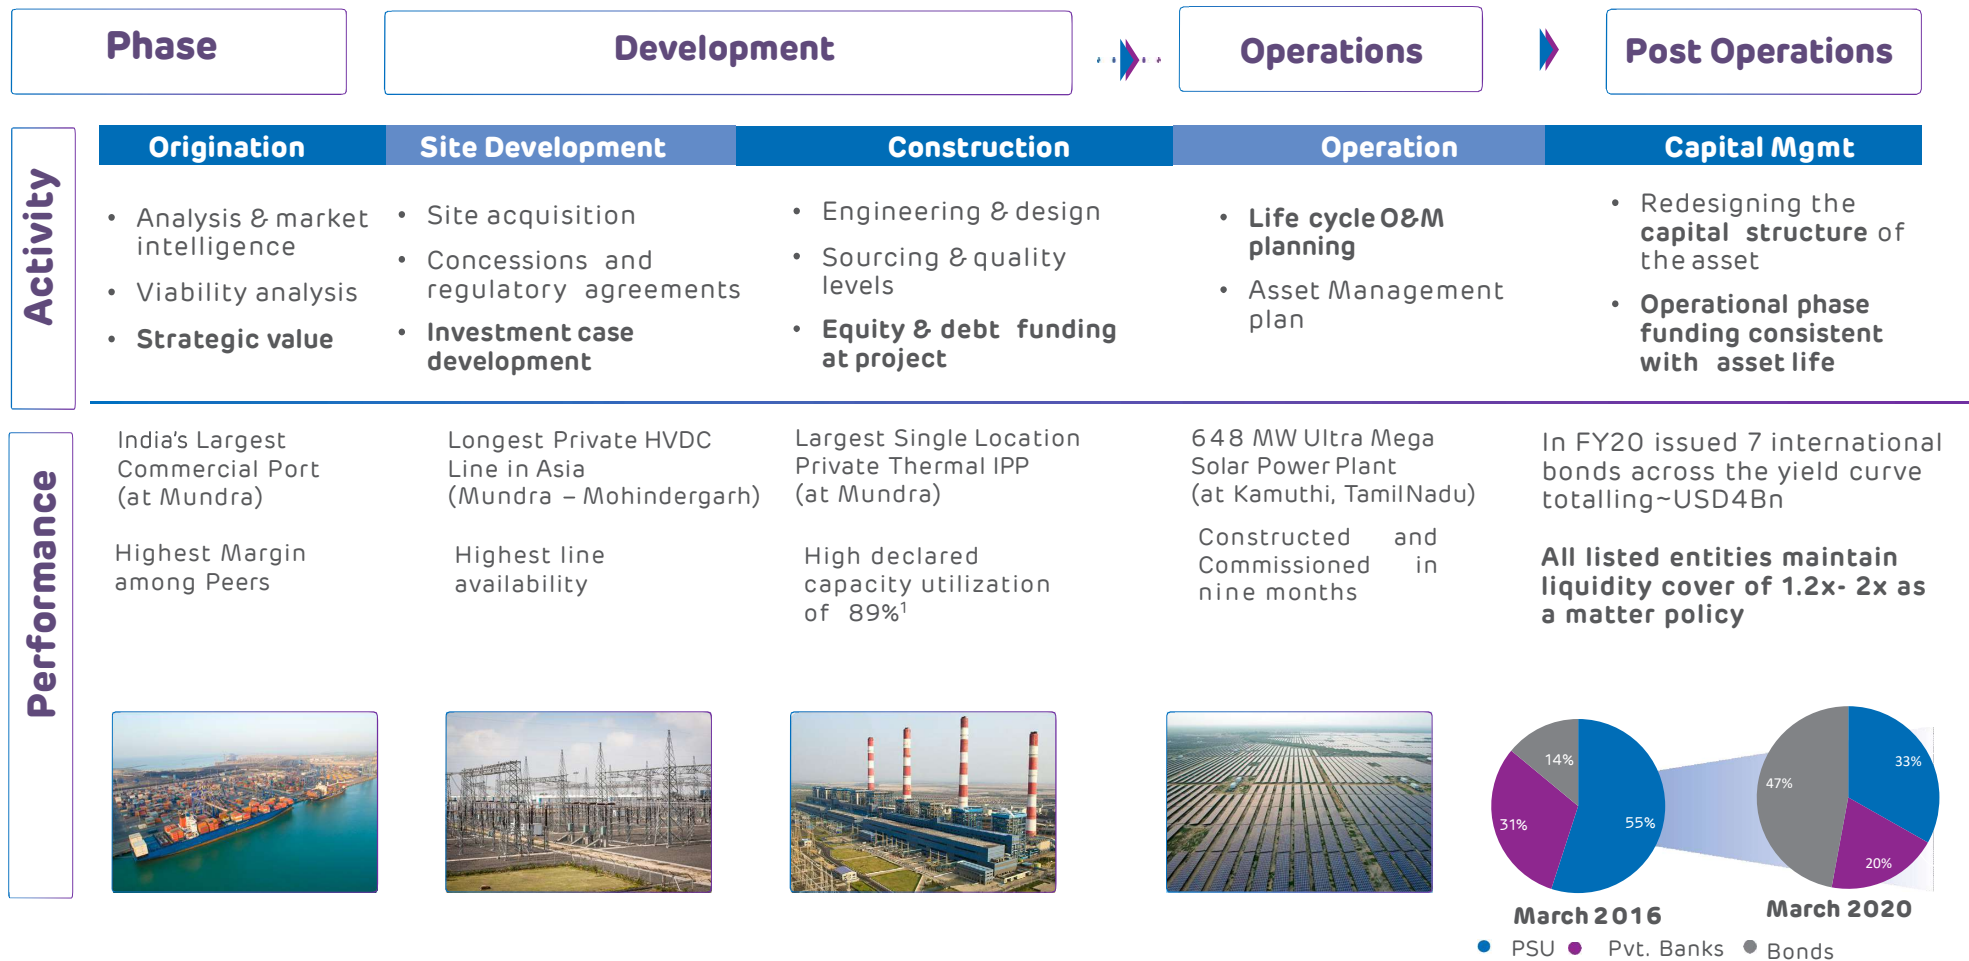 Phase
Development
Operations
Post Operations
Activity
Origination
Site Development
Construction
Operation
Capital Mgmt
• Analysis & market
intelligence
• Viability analysis
• Strategic value
• Site acquisition
• Concessions and
regulatory agreements
• Investment case
development
• Engineering & design
• Sourcing & quality
levels
• Equity & debt funding
at project
• Life cycle O&M
planning
• Asset Management
plan
• Redesigning the
capital structure of
the asset
• Operational phase
funding consistent
with asset life
Performance
India's Largest
Commercial Port
(at Mundra)
Highest Margin
among Peers
Longest Private HVDC
Line in Asia
(Mundra – Mohindergarh)
Highest line
availability
Largest Single Location
Private Thermal IPP
(at Mundra)
High declared
capacity utilization
of 89%1
648 MW Ultra Mega
Solar Power Plant
(at Kamuthi, TamilNadu)
Constructed and
Commissioned in
nine months
In FY20 issued 7 international
bonds across the yield curve
totalling~USD4Bn
All listed entities maintain
liquidity cover of 1.2x- 2x as
a matter policy
14%
31%
55%
March 2016
47%
33%
20%
March 2020
PSU
Pvt. Banks
Bonds